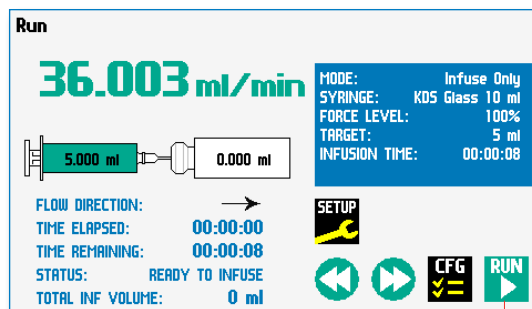 Run
36.003 ml/min
MODE: Infuse Only
SYRINGE: KDS Glass 10 ml
FORCE LEVEL: 100%
TARGET: 5 ml
INFUSION TIME: 00:00:08
5.000 ml
0.000 ml
FLOW DIRECTION:
TIME ELAPSED: 00:00:00
TIME REMAINING: 00:00:08
STATUS: READY TO INFUSE
TOTAL INF VOLUME: 0 ml
SETUP
CFG
RUN